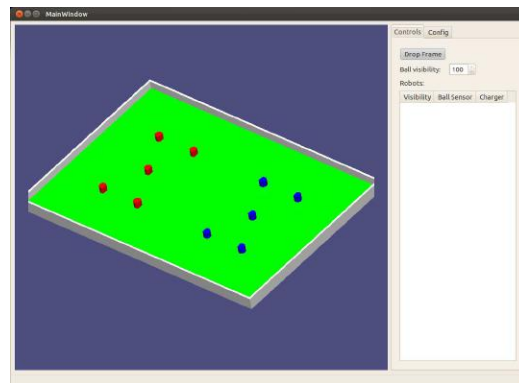 MainWindow
Controls Config
Drop Frame
Ball visibility: 100
Robots:
Visibility Ball Sensor Charger